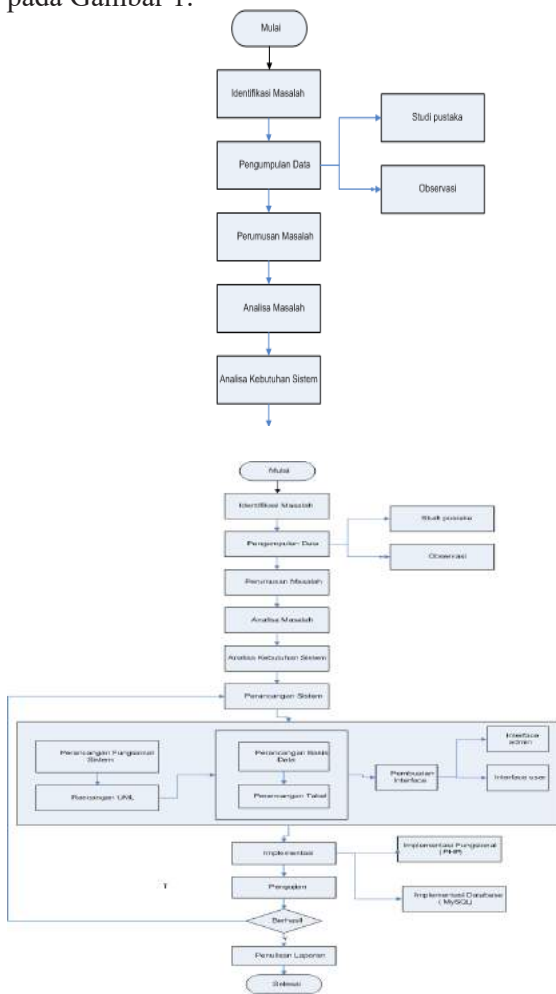 pada Gambar 1.
Mulai
Identifikasi Masalah
Pengumpulan Data
Studi pustaka
Observasi
Perumusan Masalah
Analisa Masalah
Analisa Kebutuhan Sistem
Mulai
Identifikasi Masalah
Pengumpulan Data
Studi pustaka
Observasi
Perumusan Masalah
Analisa Masalah
Analisa Kebutuhan Sistem
Perancangan Sistem
Perancangan Fungsional
Sistem
Rancangan UML
Perancangan Basis
Data
Perancangan Tabel
Pembuatan
Interface
Interface
admin
Interface user
Implementasi
Implementasi Fungsional
(PHP)
Pengujian
Implementasi Database
( MySQL)
T
Berhasil
Y
Penulisan Laporan
Selesai